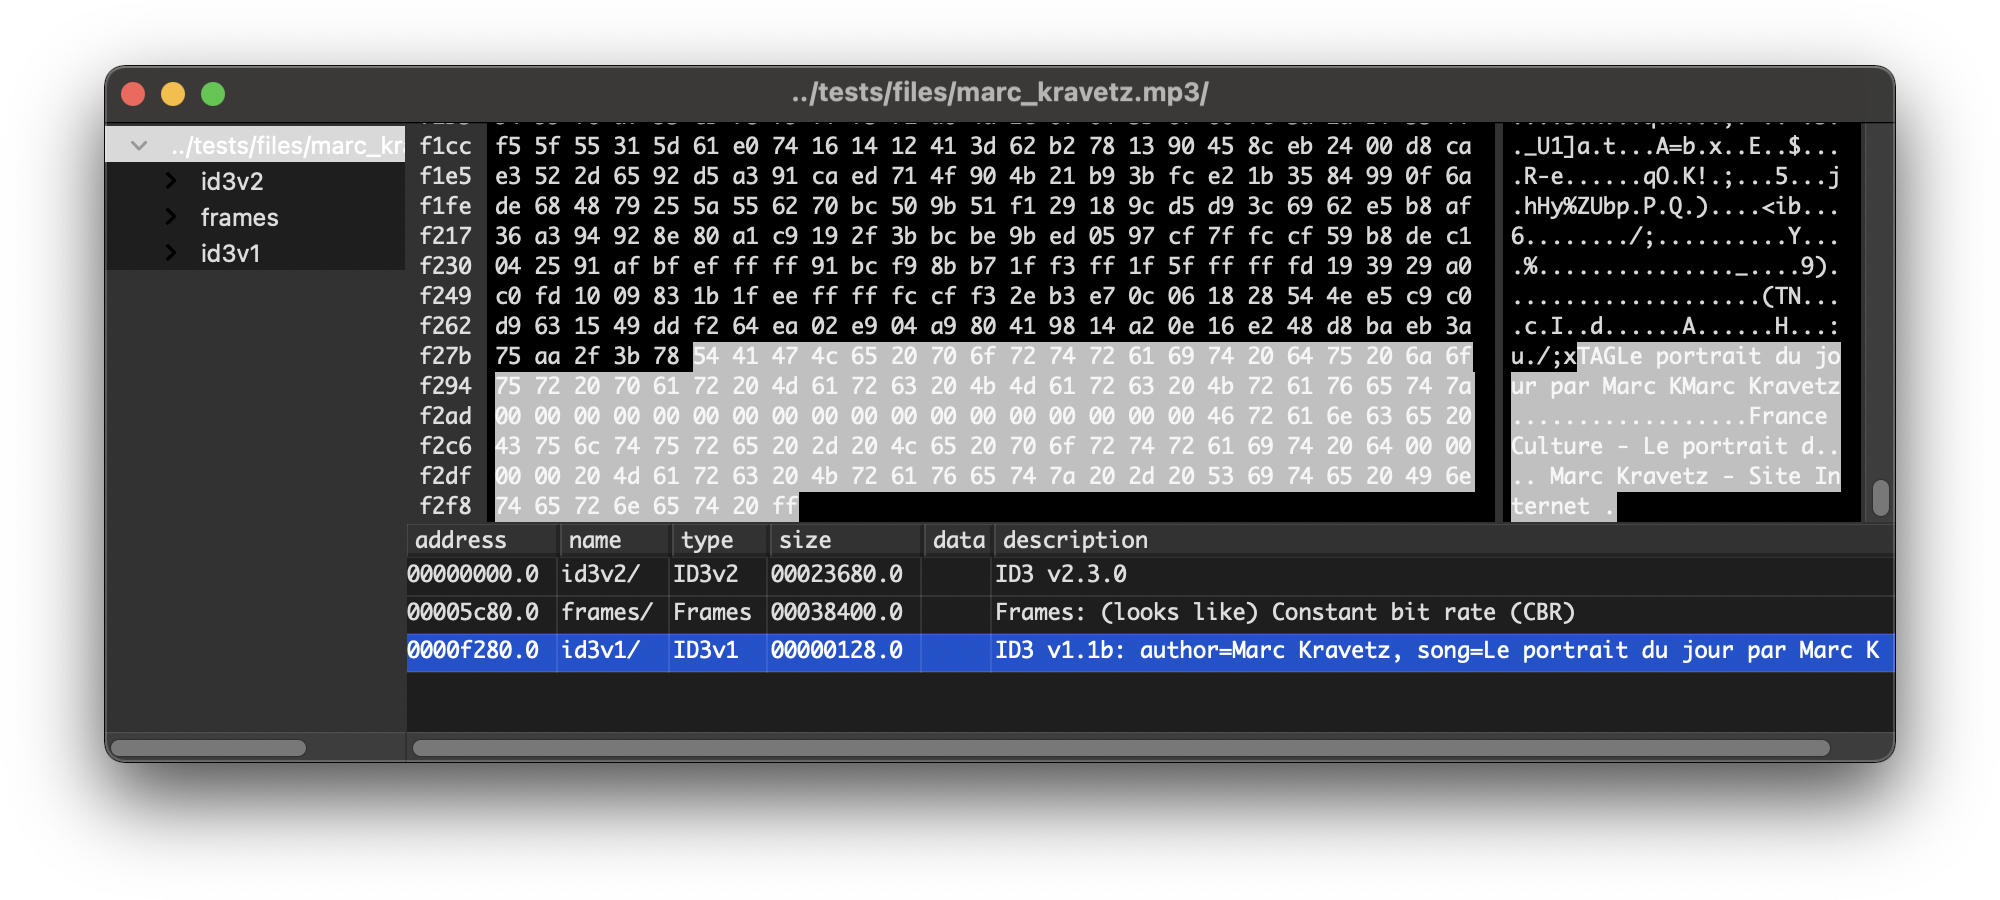 ../tests/files/marc_kravetz.mp3/
../tests/files/marc_kr
id3v2
frames
id3v1
f1cc f5 5f 55 31 5d 61 e0 74 16 14 12 41 3d 62 b2 78 13 90 45 8c eb 24 00 d8 ca ._U1]a.t...A=b.x..E..$...
f1e5 e3 52 2d 65 92 d5 a3 91 ca ed 71 4f 90 4b 21 b9 3b fc e2 1b 35 84 99 0f 6a .R-e......qO.K!.;...5...j
f1fe de 68 48 79 25 5a 55 62 70 bc 50 9b 51 f1 29 18 9c d5 d9 3c 69 62 e5 b8 af .hHy%ZUbp.P.Q.)....<ib...
f217 36 a3 94 92 8e 80 a1 c9 19 2f 3b bc be 9b ed 05 97 cf 7f fc cf 59 b8 de c1 6......../;..........Y...
f230 04 25 91 af bf ef ff ff 91 bc f9 8b b7 1f f3 ff 1f 5f ff ff fd 19 39 29 a0 .%..............._....9).
f249 c0 fd 10 09 83 1b 1f ee ff ff fc cf f3 2e b3 e7 0c 06 18 28 54 4e e5 c9 c0 ...................(TN...
f262 d9 63 15 49 dd f2 64 ea 02 e9 04 a9 80 41 98 14 a2 0e 16 e2 48 d8 ba eb 3a .c.I..d......A......H...:
f27b 75 aa 2f 3b 78 54 41 47 4c 65 20 70 6f 72 74 72 61 69 74 20 64 75 20 6a 6f u./;xTAGLe portrait du jo
f294 75 72 20 70 61 72 20 4d 61 72 63 20 4b 4d 61 72 63 20 4b 72 61 76 65 74 7a ur par Marc KMarc Kravetz
f2ad 00 00 00 00 00 00 00 00 00 00 00 00 00 00 00 00 00 00 46 72 61 6e 63 65 20 ..................France
f2c6 43 75 6c 74 75 72 65 20 2d 20 4c 65 20 70 6f 72 74 72 61 69 74 20 64 00 00 Culture - Le portrait d..
f2df 00 00 20 4d 61 72 63 20 4b 72 61 76 65 74 7a 20 2d 20 53 69 74 65 20 49 6e .. Marc Kravetz - Site In
f2f8 74 65 72 6e 65 74 20 ff ternet .
address name type size data description
00000000.0 id3v2/ ID3v2 00023680.0 ID3 v2.3.0
00005c80.0 frames/ Frames 00038400.0 Frames: (looks like) Constant bit rate (CBR)
0000f280.0 id3v1/ ID3v1 00000128.0 ID3 v1.1b: author=Marc Kravetz, song=Le portrait du jour par Marc K